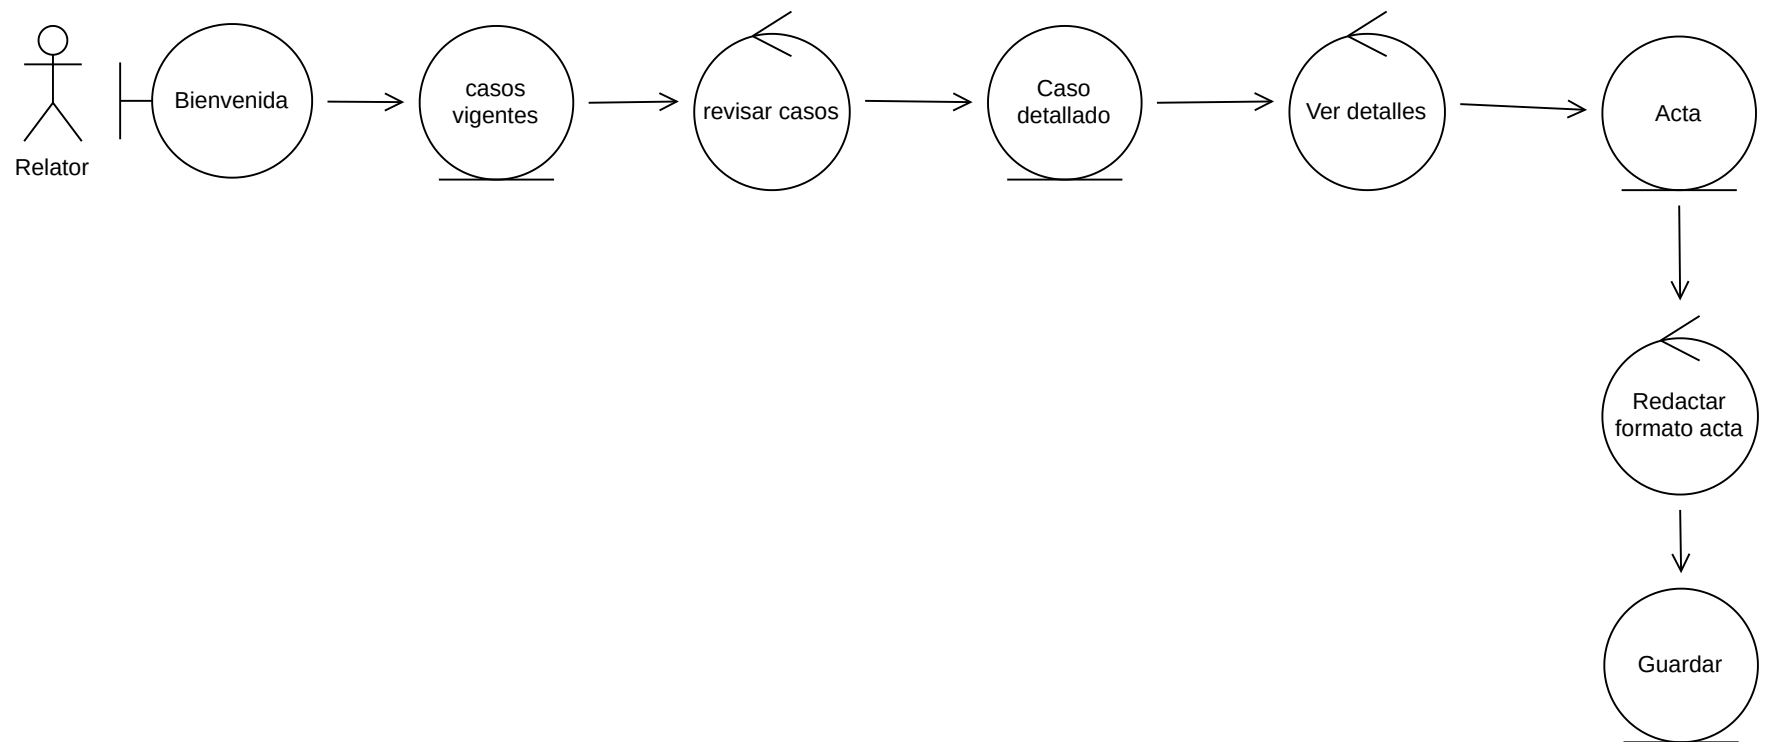 Relator
Bienvenida
casos
vigentes
revisar casos
Caso
detallado
Ver detalles
Acta
Redactar
formato acta
Guardar